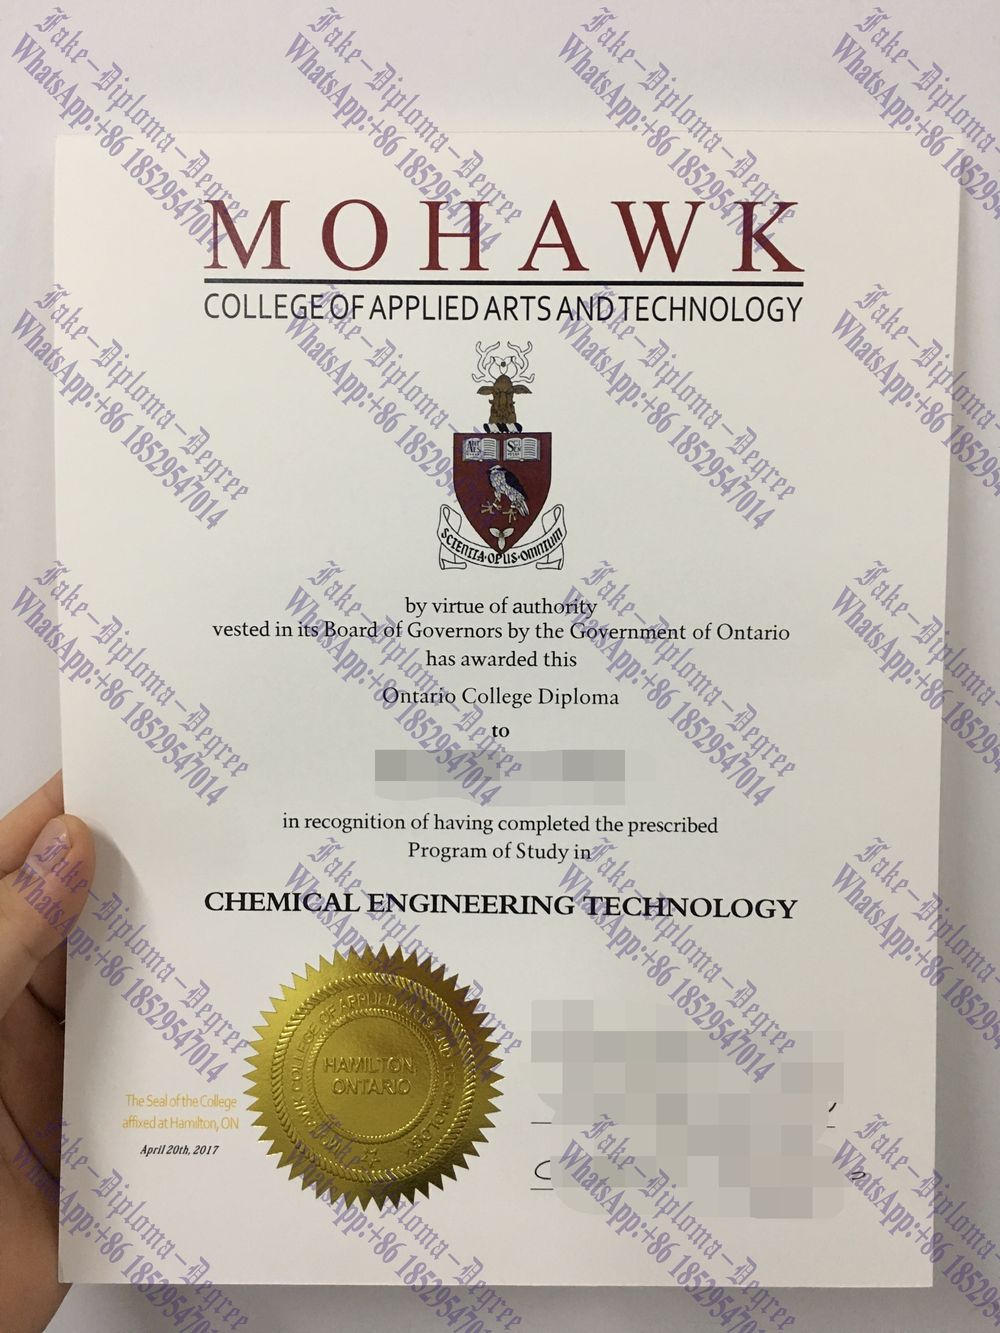 MOHAWK
COLLEGE OF APPLIED ARTS AND TECHNOLOGY
SCIENTIA·OPUS·OMNIUM
by virtue of authority
vested in its Board of Governors by the Government of Ontario
has awarded this
Ontario College Diploma
to
in recognition of having completed the prescribed
Program of Study in
CHEMICAL ENGINEERING TECHNOLOGY
HAMILTON
ONTARIO
The Seal of the College
affixed at Hamilton, ON
April 20th, 2017
Fake-Diploma-Degree
WhatsApp:+86 18529547014